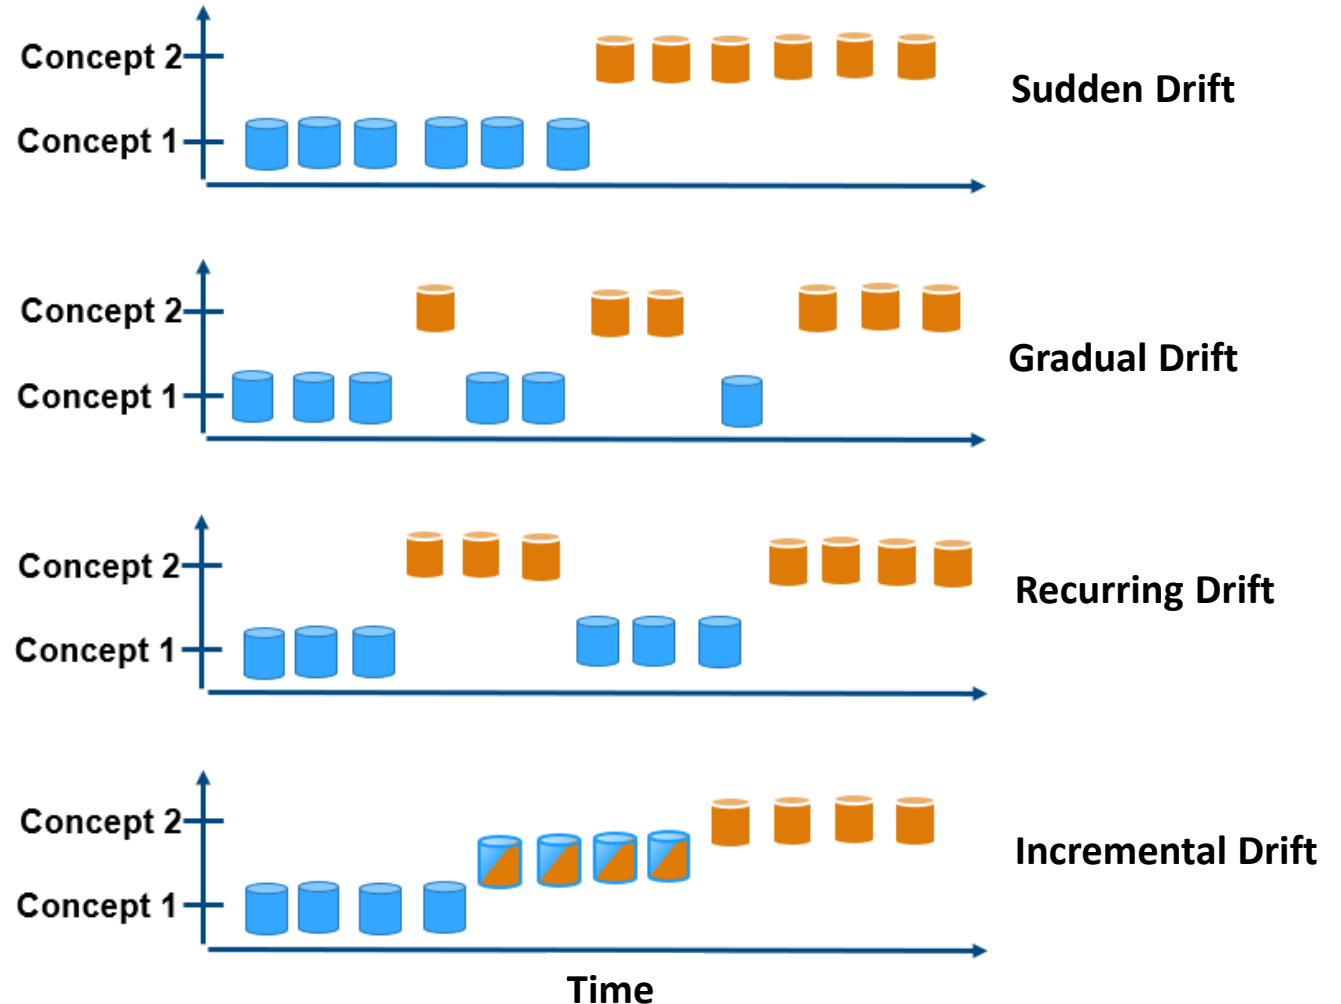 Concept 2
Concept 1
Sudden Drift
Concept 2
Concept 1
Gradual Drift
Concept 2
Concept 1
Recurring Drift
Concept 2
Concept 1
Incremental Drift
Time